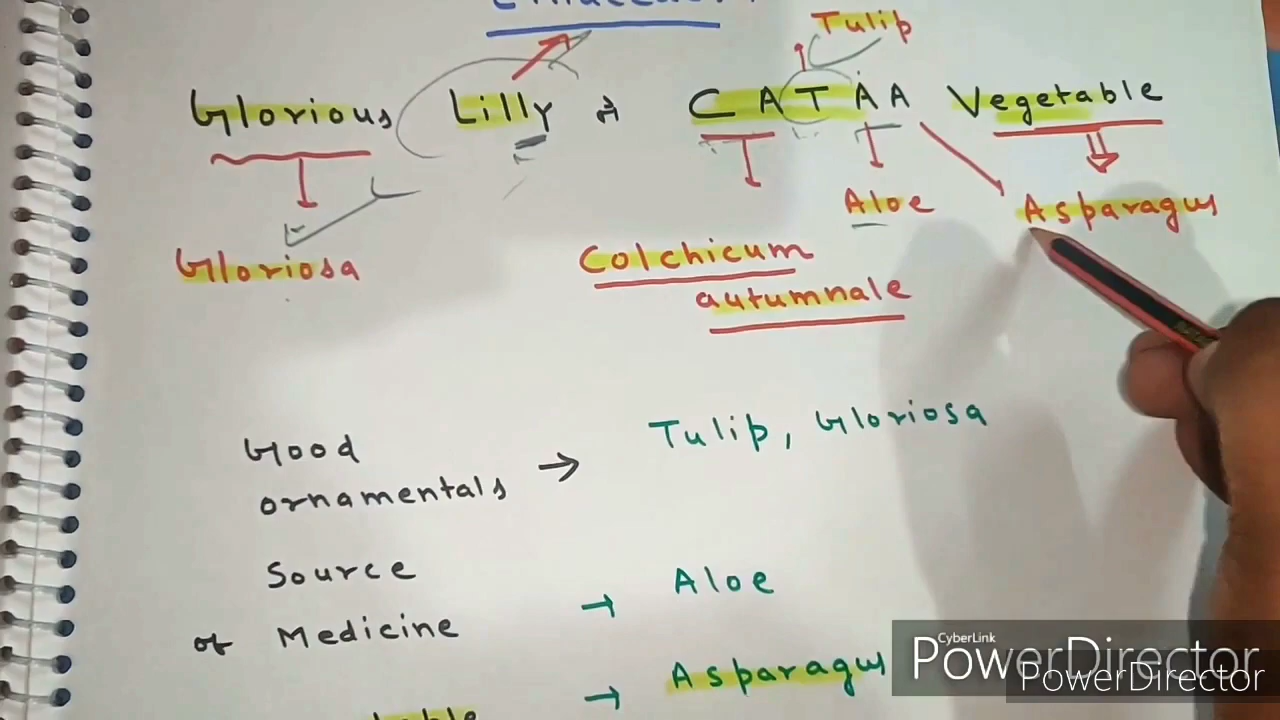 Tulip
Glorious Lilly ने CATAA Vegetable
Aloe Asparagus
Gloriosa Colchicum
autumnale
Good
ornamentals → Tulip, Gloriosa
Source
of Medicine → Aloe
→ Asparagus
CyberLink
PowerDirector
PowerDirector